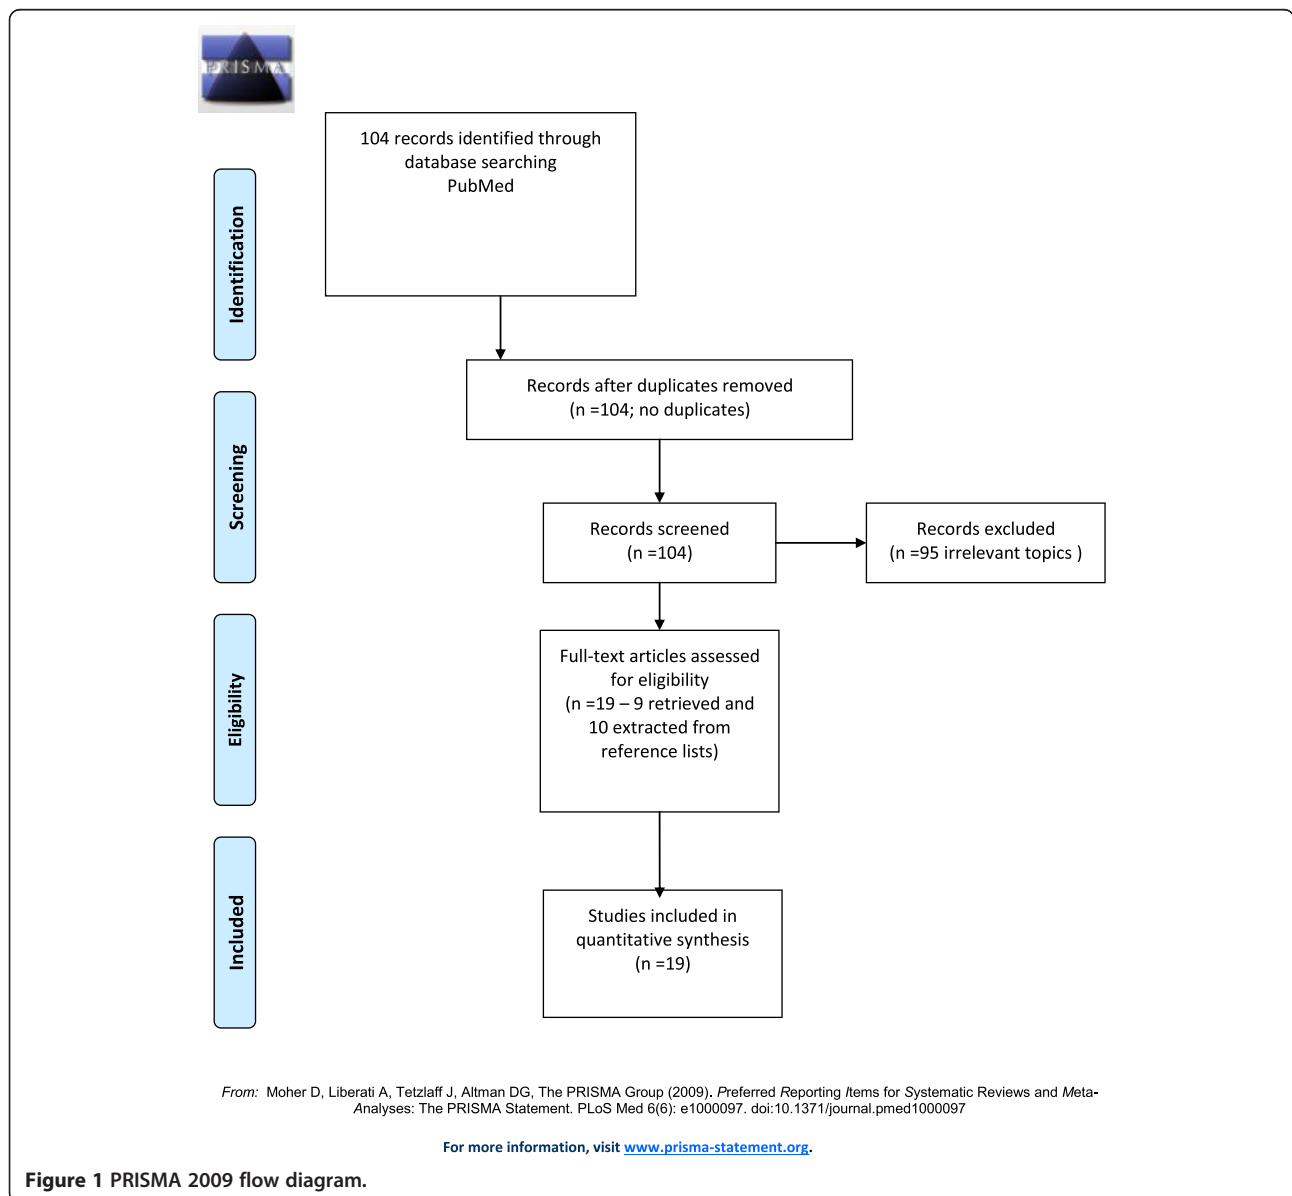 PRISMA
104 records identified through
database searching
PubMed
Identification
Records after duplicates removed
(n =104; no duplicates)
Screening
Records screened
(n =104)
Records excluded
(n =95 irrelevant topics )
Full-text articles assessed
for eligibility
(n =19 – 9 retrieved and
10 extracted from
reference lists)
Eligibility
Studies included in
quantitative synthesis
(n =19)
Included
From: Moher D, Liberati A, Tetzlaff J, Altman DG, The PRISMA Group (2009). Preferred Reporting Items for Systematic Reviews and Meta-
Analyses: The PRISMA Statement. PLoS Med 6(6): e1000097. doi:10.1371/journal.pmed1000097
For more information, visit www.prisma-statement.org.
Figure 1 PRISMA 2009 flow diagram.